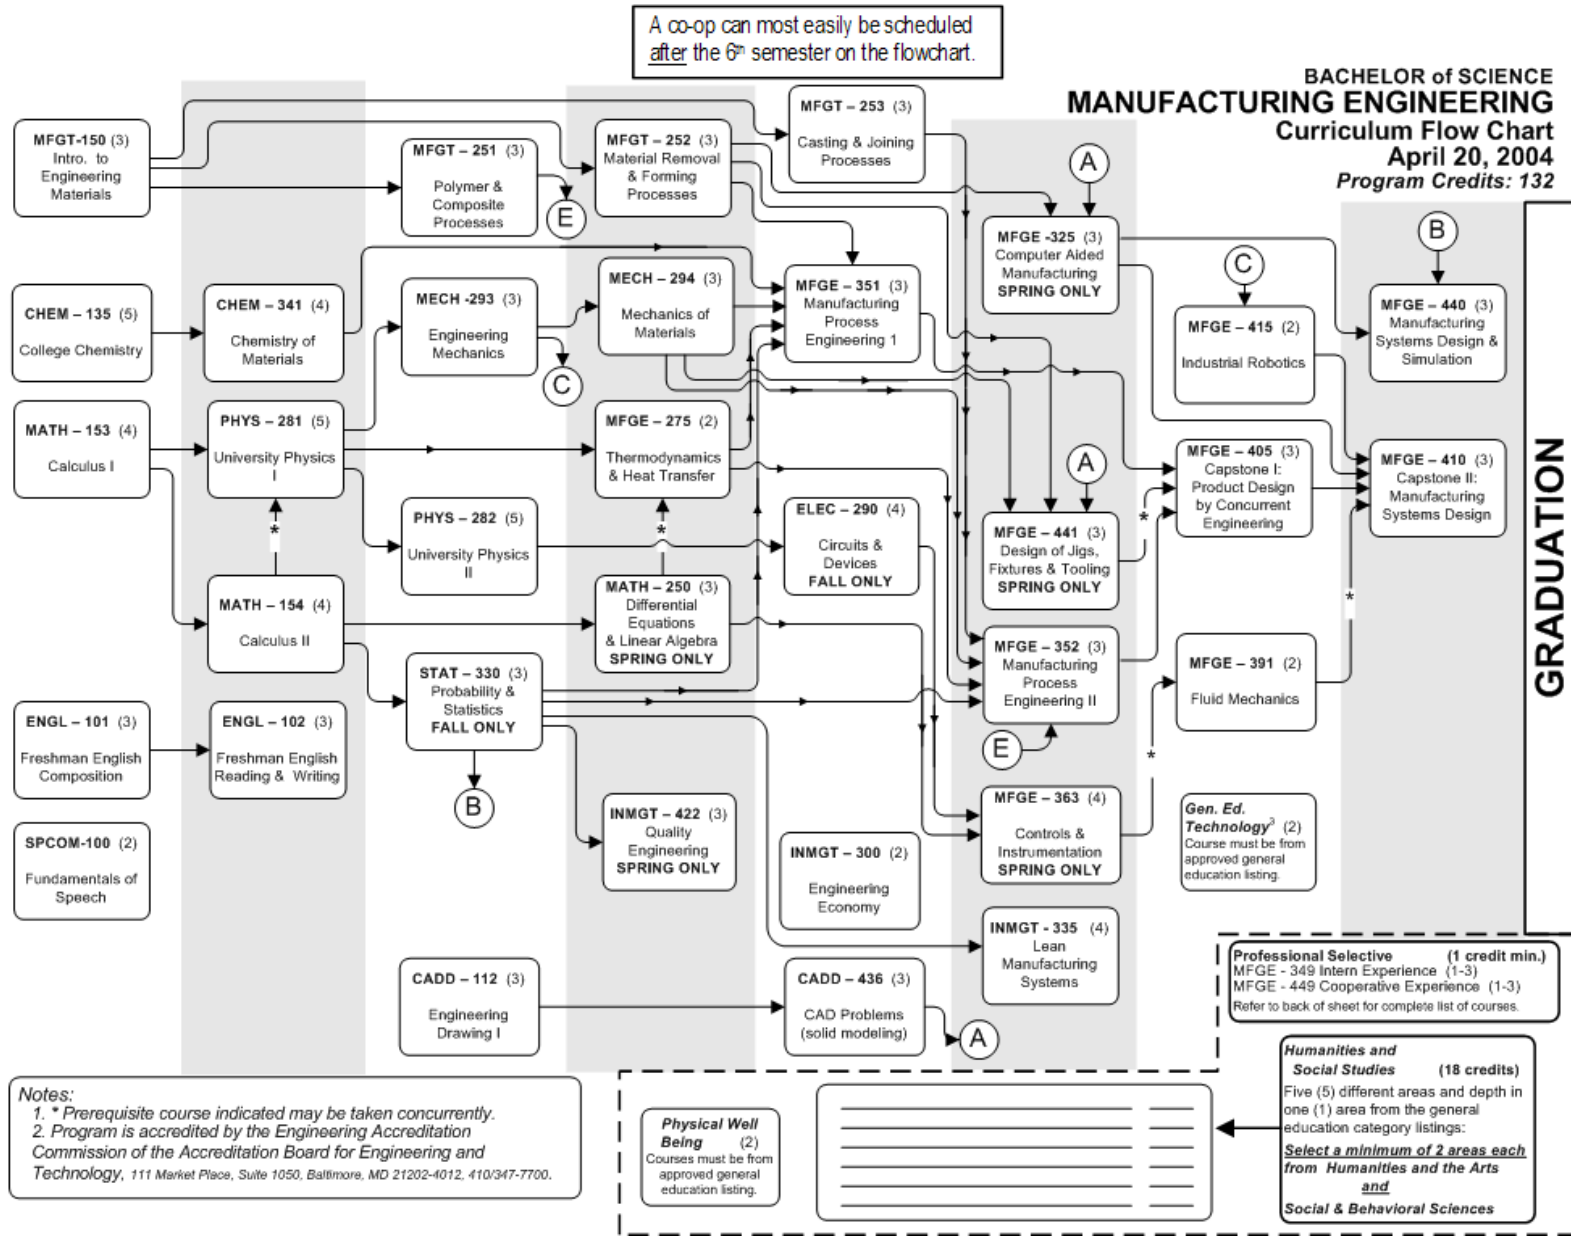 A co-op can most easily be scheduled
after the 6th semester on the flowchart.
BACHELOR of SCIENCE
MANUFACTURING ENGINEERING
Curriculum Flow Chart
April 20, 2004
Program Credits: 132
MFGT-150 (3)
Intro. to
Engineering
Materials
CHEM – 135 (5)
College Chemistry
MATH – 153 (4)
Calculus I
ENGL – 101 (3)
Freshman English
Composition
SPCOM-100 (2)
Fundamentals of
Speech
CHEM – 341 (4)
Chemistry of
Materials
PHYS – 281 (5)
University Physics
I
*
MATH – 154 (4)
Calculus II
ENGL – 102 (3)
Freshman English
Reading & Writing
MFGT – 251 (3)
Polymer &
Composite
Processes
E
MECH -293 (3)
Engineering
Mechanics
C
PHYS – 282 (5)
University Physics
II
STAT – 330 (3)
Probability &
Statistics
FALL ONLY
B
CADD – 112 (3)
Engineering
Drawing I
MFGT – 252 (3)
Material Removal
& Forming
Processes
MECH – 294 (3)
Mechanics of
Materials
MFGE – 275 (2)
Thermodynamics
& Heat Transfer
*
MATH – 250 (3)
Differential
Equations
& Linear Algebra
SPRING ONLY
INMGT – 422 (3)
Quality
Engineering
SPRING ONLY
MFGT – 253 (3)
Casting & Joining
Processes
MFGE – 351 (3)
Manufacturing
Process
Engineering 1
ELEC – 290 (4)
Circuits &
Devices
FALL ONLY
INMGT – 300 (2)
Engineering
Economy
CADD – 436 (3)
CAD Problems
(solid modeling)
A
A
MFGE -325 (3)
Computer Aided
Manufacturing
SPRING ONLY
A
MFGE – 441 (3)
Design of Jigs,
Fixtures & Tooling
SPRING ONLY
*
MFGE – 352 (3)
Manufacturing
Process
Engineering II
E
MFGE – 363 (4)
Controls &
Instrumentation
SPRING ONLY
*
INMGT - 335 (4)
Lean
Manufacturing
Systems
C
MFGE – 415 (2)
Industrial Robotics
MFGE – 405 (3)
Capstone I:
Product Design
by Concurrent
Engineering
MFGE – 391 (2)
Fluid Mechanics
*
Gen. Ed.
Technology3 (2)
Course must be from
approved general
education listing.
B
MFGE – 440 (3)
Manufacturing
Systems Design &
Simulation
MFGE – 410 (3)
Capstone II:
Manufacturing
Systems Design
GRADUATION
Professional Selective (1 credit min.)
MFGE - 349 Intern Experience (1-3)
MFGE - 449 Cooperative Experience (1-3)
Refer to back of sheet for complete list of courses.
Humanities and
Social Studies (18 credits)
Five (5) different areas and depth in
one (1) area from the general
education category listings:
Select a minimum of 2 areas each
from Humanities and the Arts
and
Social & Behavioral Sciences
Physical Well
Being (2)
Courses must be from
approved general
education listing.
Notes:
1. * Prerequisite course indicated may be taken concurrently.
2. Program is accredited by the Engineering Accreditation
Commission of the Accreditation Board for Engineering and
Technology, 111 Market Place, Suite 1050, Baltimore, MD 21202-4012, 410/347-7700.